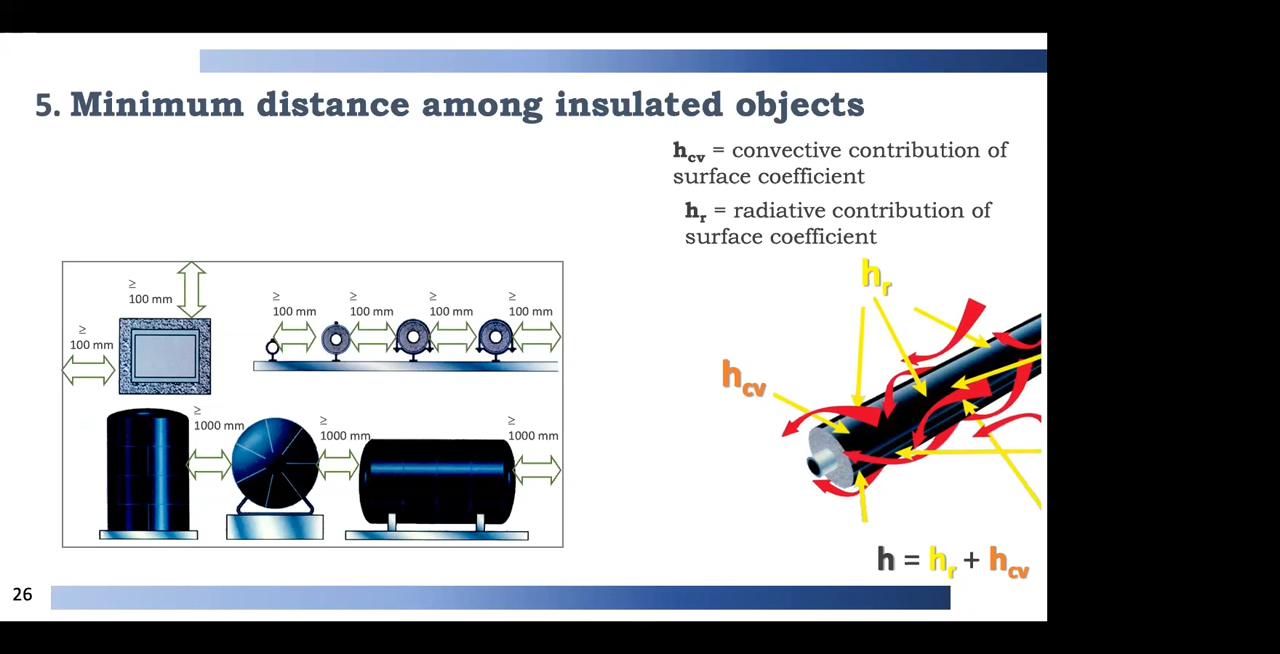 5. Minimum distance among insulated objects
hcv = convective contribution of
surface coefficient
hr = radiative contribution of
surface coefficient
≥
100 mm
≥
100 mm
≥
100 mm
≥
100 mm
≥
100 mm
≥
100 mm
≥
1000 mm
≥
1000 mm
≥
1000 mm
hr
hcv
h = hr + hcv
26